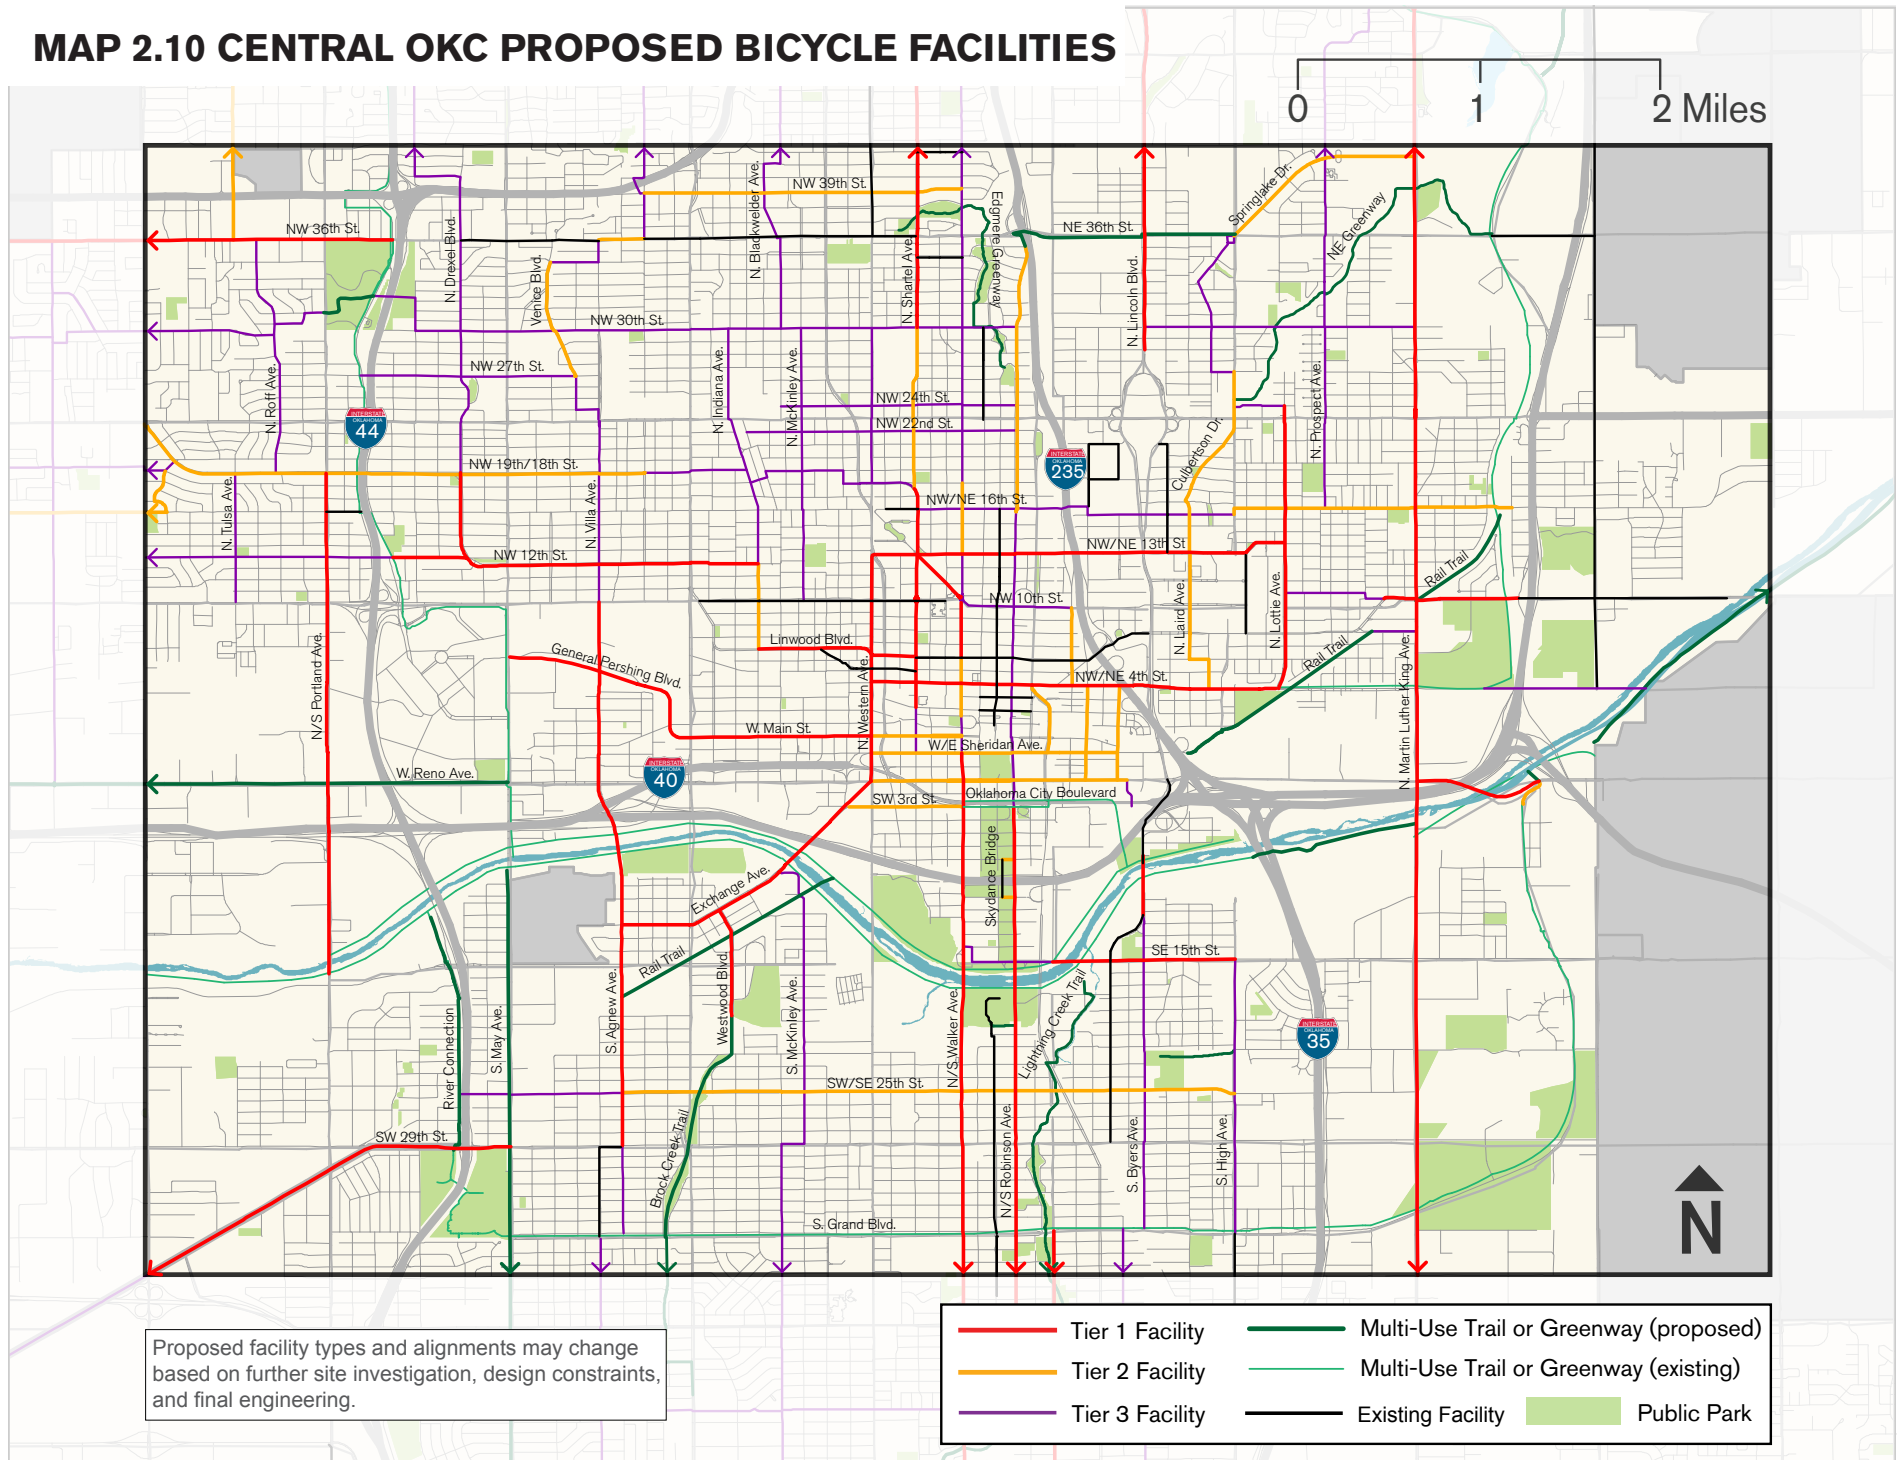 MAP 2.10 CENTRAL OKC PROPOSED BICYCLE FACILITIES
0 1 2 Miles
NW 39th St.
N. Blackwelder Ave.
Edgmere Greenway
Springlake Dr.
NE Greenway
NW 36th St.
NE 36th St.
N. Drexel Blvd.
Venice Blvd.
N. Shartel Ave.
N. Lincoln Blvd.
NW 30th St.
NW 27th St.
N. Roff Ave.
N. Indiana Ave.
N. McKinley Ave.
N. Prospect Ave.
NW 24th St.
NW 22nd St.
INTERSTATE
OKLAHOMA
44
INTERSTATE
OKLAHOMA
235
Culbertson Dr.
NW 19th/18th St.
NW/NE 16th St.
N. Tulsa Ave.
N. Villa Ave.
NW 12th St.
NW/NE 13th St
Rail Trail
NW 10th St.
N. Laird Ave.
N. Lottie Ave.
Linwood Blvd.
General Pershing Blvd.
N/S Portland Ave.
N. Western Ave.
NW/NE 4th St.
Rail Trail
N. Martin Luther King Ave.
W. Main St.
W/E Sheridan Ave.
W. Reno Ave.
INTERSTATE
OKLAHOMA
40
SW 3rd St.
Oklahoma City Boulevard
Skydance Bridge
Exchange Ave.
Rail Trail
Westwood Blvd.
SE 15th St.
River Connection
S. May Ave.
S. Agnew Ave.
S. McKinley Ave.
N/S Walker Ave.
Lightning Creek Trail
INTERSTATE
OKLAHOMA
35
SW/SE 25th St.
SW 29th St.
Brock Creek Trail
N/S Robinson Ave.
S. Byers Ave.
S. High Ave.
S. Grand Blvd.
N
Proposed facility types and alignments may change
based on further site investigation, design constraints,
and final engineering.
Tier 1 Facility
Multi-Use Trail or Greenway (proposed)
Tier 2 Facility
Multi-Use Trail or Greenway (existing)
Tier 3 Facility
Existing Facility
Public Park